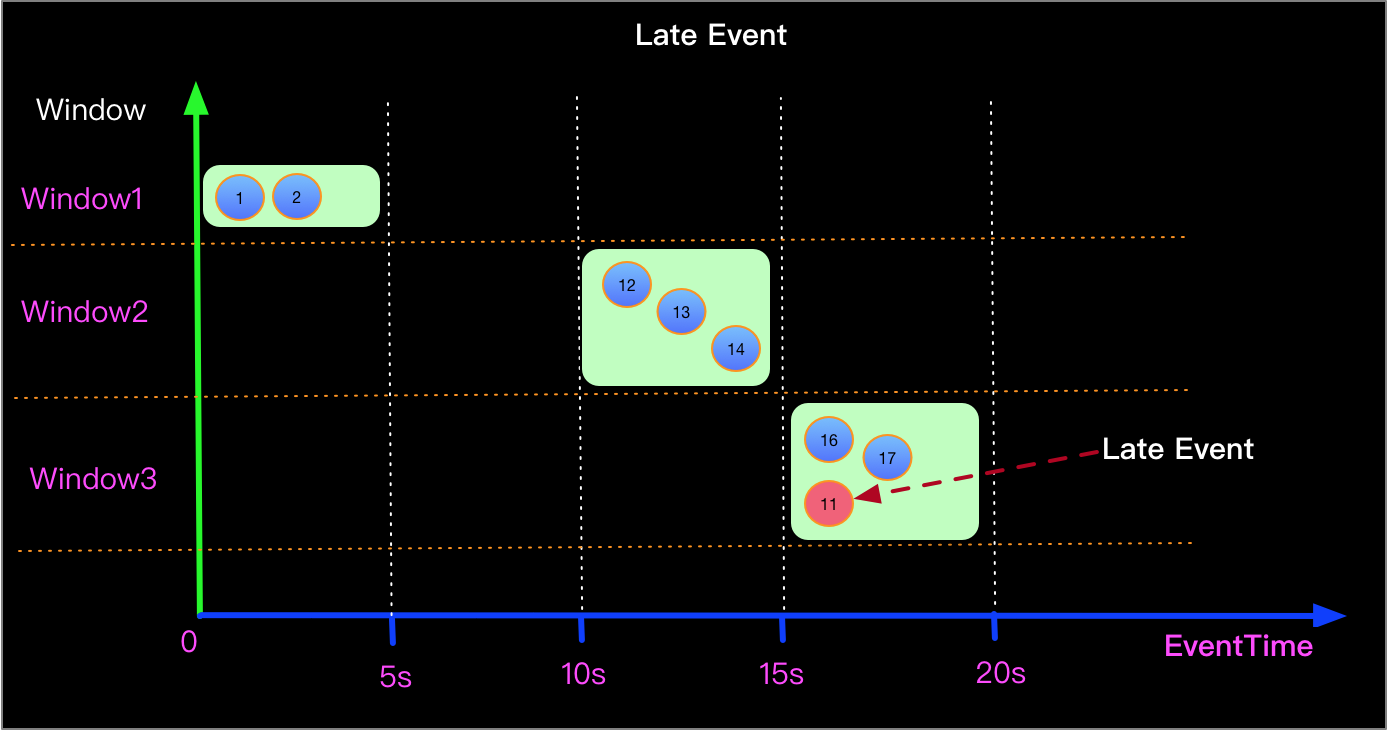 Late Event
Window
Window1
1 2
Window2
12
13
14
Window3
16
17
Late Event
11
0
EventTime
5s 10s 15s 20s